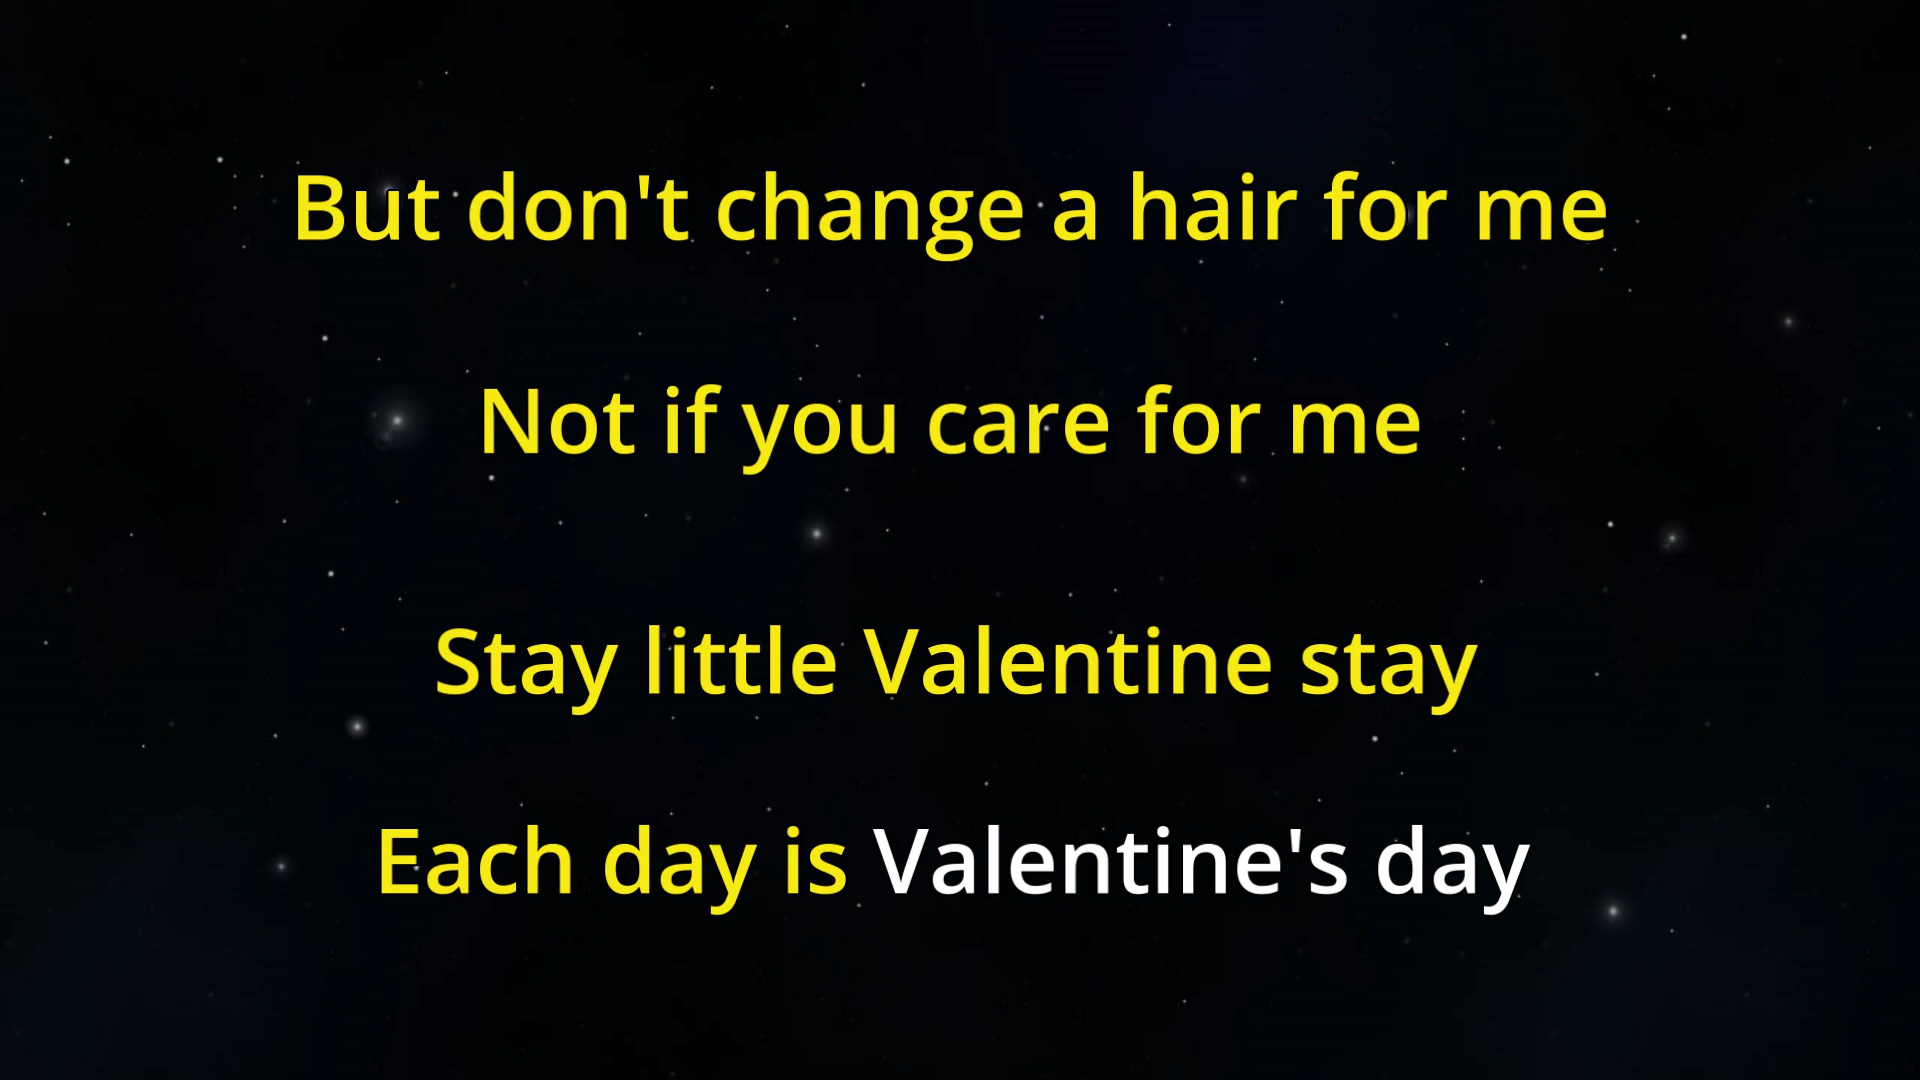 But don't change a hair for me
Not if you care for me
Stay little Valentine stay
Each day is Valentine's day